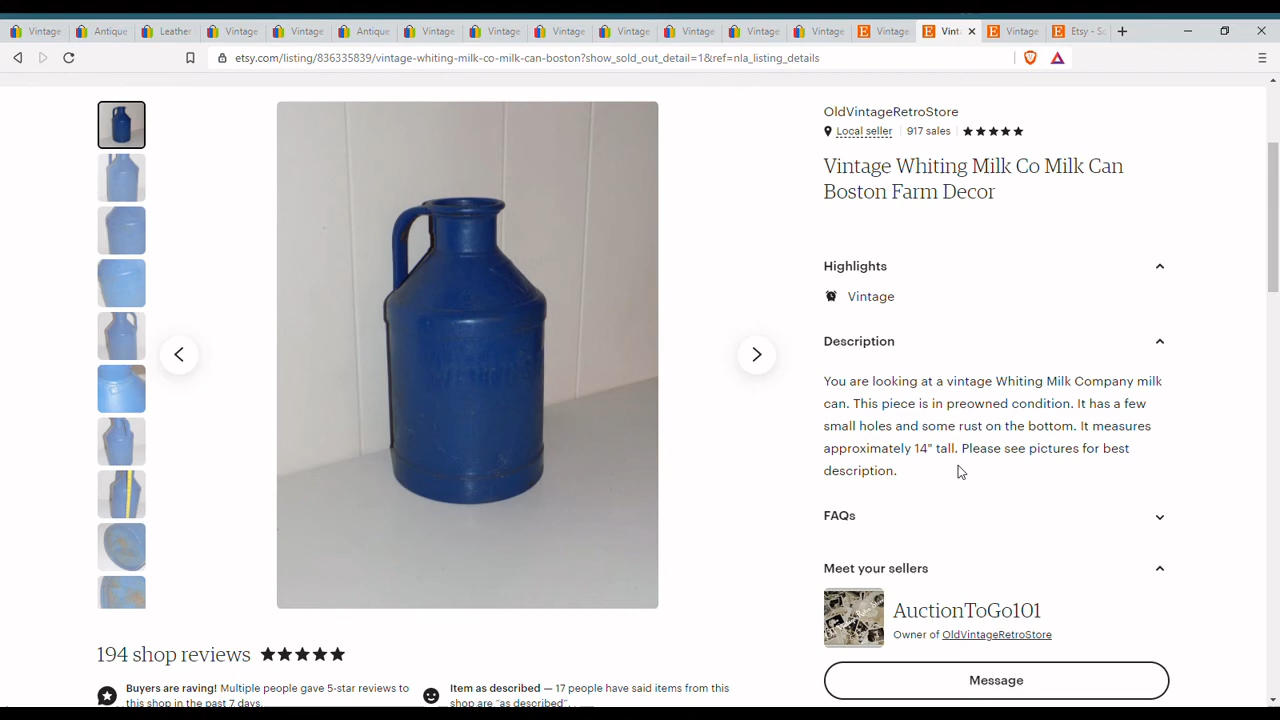 Vintage
Antique
Leather
Vintage
Vintage
Antique
Vintage
Vintage
Vintage
Vintage
Vintage
Vintage
Vintage
Vintage
Vint
Vintage
Etsy - Sc
etsy.com/listing/835335839/vintage-whiting-milk-co-milk-can-boston?show_sold_out_detail=1&ref=nla_listing_details
OldVintageRetroStore
Local seller 917 sales ★★★★★
Vintage Whiting Milk Co Milk Can
Boston Farm Decor
Highlights
Vintage
Description
You are looking at a vintage Whiting Milk Company milk
can. This piece is in preowned condition. It has a few
small holes and some rust on the bottom. It measures
approximately 14" tall. Please see pictures for best
description.
FAQs
Meet your sellers
AuctionToGo101
Owner of OldVintageRetroStore
Message
194 shop reviews ★★★★★
Buyers are raving! Multiple people gave 5-star reviews to
this shop in the past 7 days.
Item as described — 17 people have said items from this
shop are "as described".